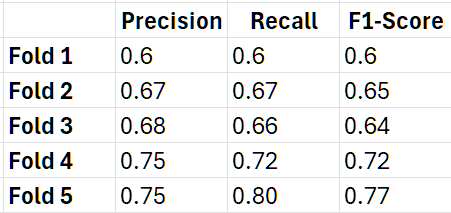 Precision Recall F1-Score
Fold 1 0.6 0.6 0.6
Fold 2 0.67 0.67 0.65
Fold 3 0.68 0.66 0.64
Fold 4 0.75 0.72 0.72
Fold 5 0.75 0.80 0.77